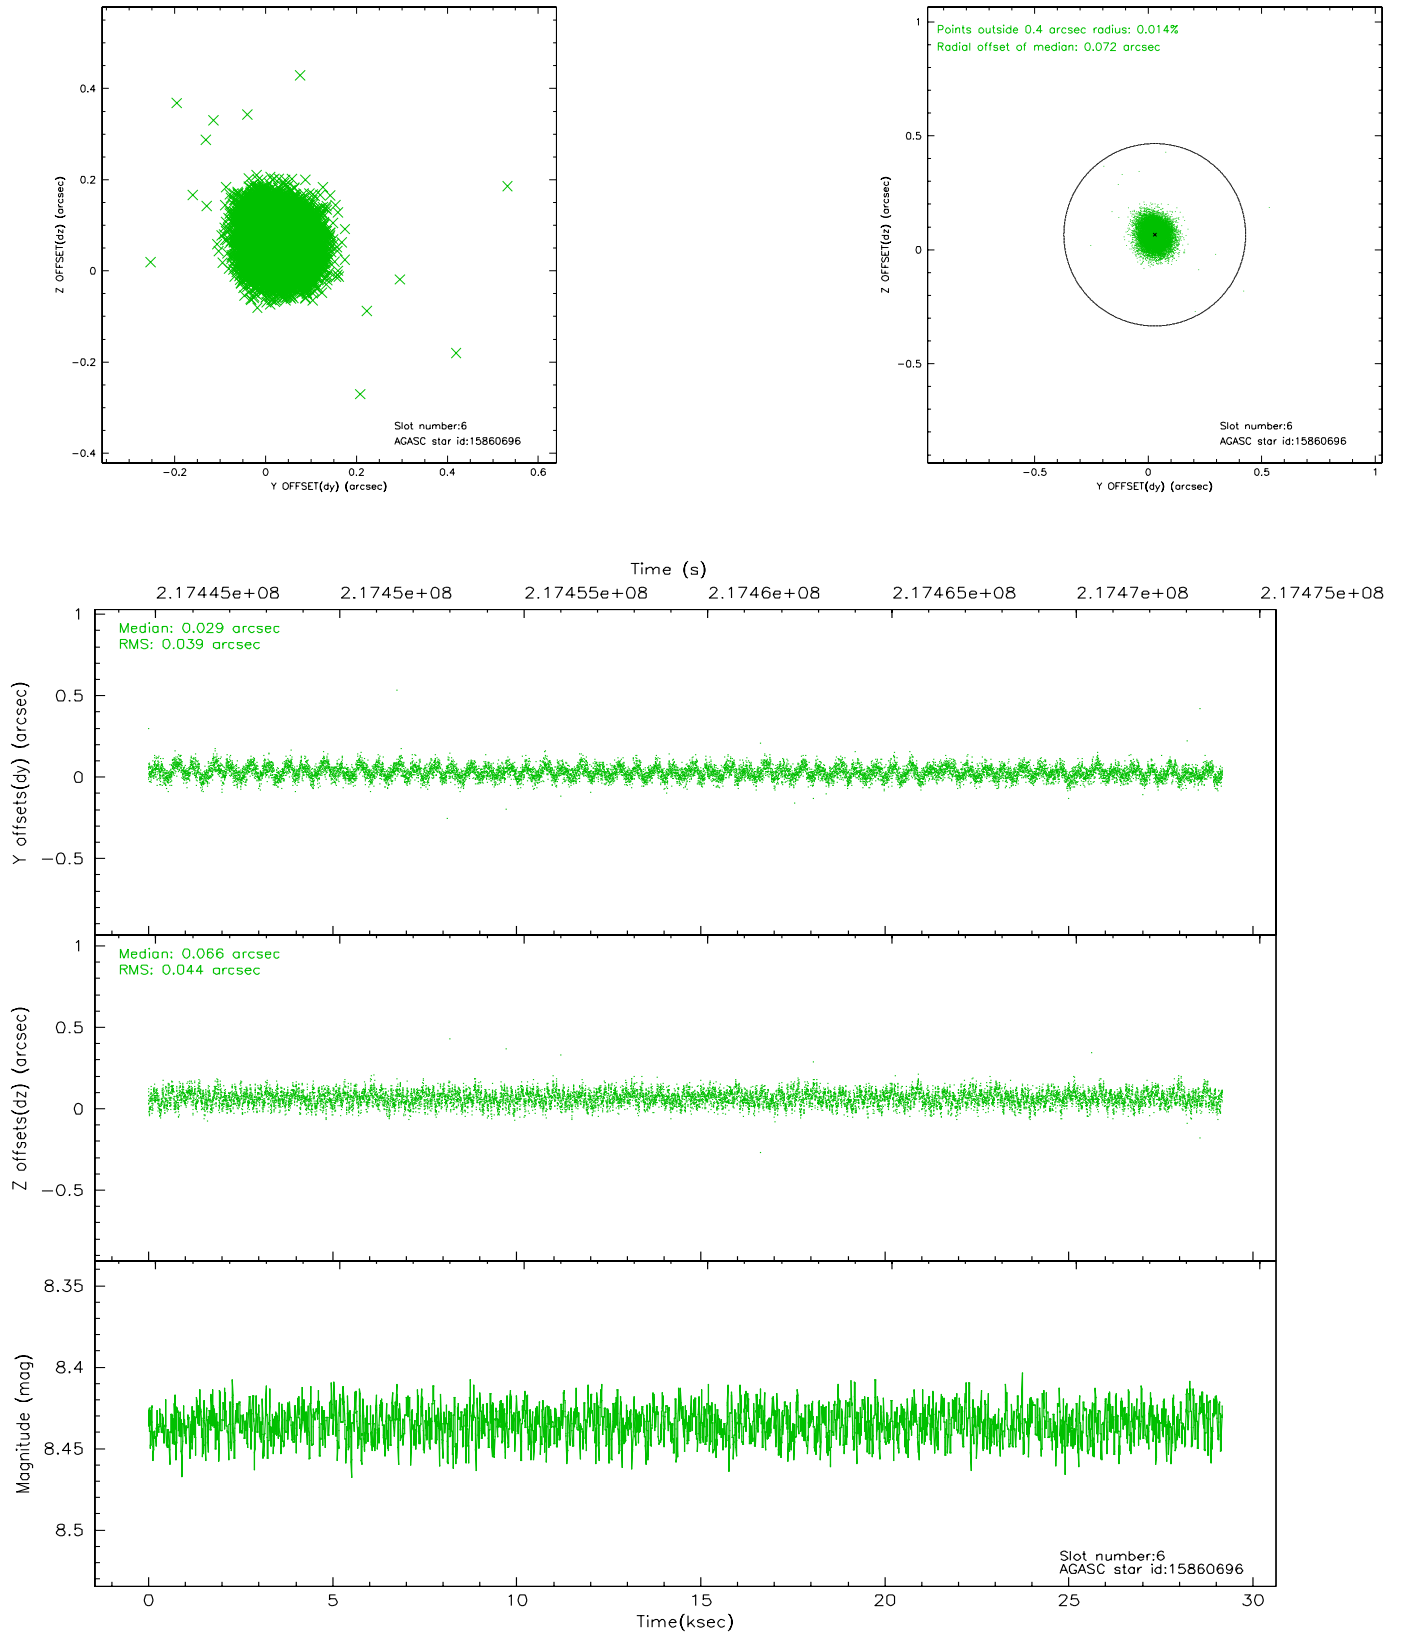 0.4
0.2
0
−0.2
−0.4
Z OFFSET(dz) (arcsec)
−0.2 0 0.2 0.4 0.6
Y OFFSET(dy) (arcsec)
Slot number:6
AGASC star id:15860696
Points outside 0.4 arcsec radius: 0.014%
Radial offset of median: 0.072 arcsec
1
0.5
0
−0.5
Z OFFSET(dz) (arcsec)
−0.5 0 0.5 1
Y OFFSET(dy) (arcsec)
Slot number:6
AGASC star id:15860696
Time (s)
2.17445e+08 2.1745e+08 2.17455e+08 2.1746e+08 2.17465e+08 2.1747e+08 2.17475e+08
Median: 0.029 arcsec
RMS: 0.039 arcsec
1
0.5
0
−0.5
Y offsets(dy) (arcsec)
Median: 0.066 arcsec
RMS: 0.044 arcsec
1
0.5
0
−0.5
Z offsets(dz) (arcsec)
8.35
8.4
8.45
8.5
Magnitude (mag)
Slot number:6
AGASC star id:15860696
0 5 10 15 20 25 30
Time(ksec)